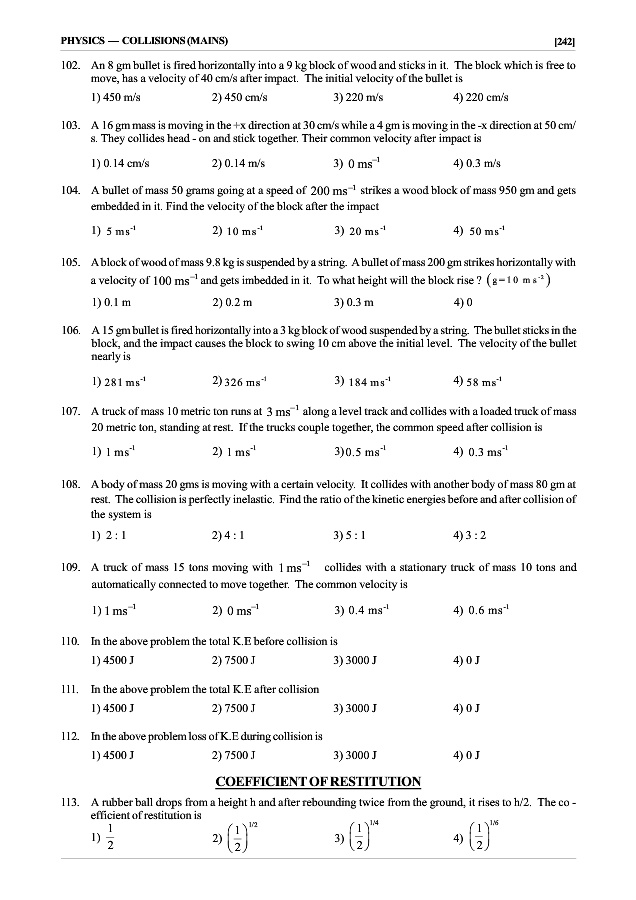 PHYSICS — COLLISIONS (MAINS) [242]
102. An 8 gm bullet is fired horizontally into a 9 kg block of wood and sticks in it. The block which is free to
move, has a velocity of 40 cm/s after impact. The initial velocity of the bullet is
1) 450 m/s 2) 450 cm/s 3) 220 m/s 4) 220 cm/s
103. A 16 gm mass is moving in the +x direction at 30 cm/s while a 4 gm is moving in the -x direction at 50 cm/
s. They collides head - on and stick together. Their common velocity after impact is
1) 0.14 cm/s 2) 0.14 m/s 3) 0 ms⁻¹ 4) 0.3 m/s
104. A bullet of mass 50 grams going at a speed of 200 ms⁻¹ strikes a wood block of mass 950 gm and gets
embedded in it. Find the velocity of the block after the impact
1) 5 ms⁻¹ 2) 10 ms⁻¹ 3) 20 ms⁻¹ 4) 50 ms⁻¹
105. A block of wood of mass 9.8 kg is suspended by a string. A bullet of mass 200 gm strikes horizontally with
a velocity of 100 ms⁻¹ and gets imbedded in it. To what height will the block rise ? (g=10 m s⁻²)
1) 0.1 m 2) 0.2 m 3) 0.3 m 4) 0
106. A 15 gm bullet is fired horizontally into a 3 kg block of wood suspended by a string. The bullet sticks in the
block, and the impact causes the block to swing 10 cm above the initial level. The velocity of the bullet
nearly is
1) 281 ms⁻¹ 2) 326 ms⁻¹ 3) 184 ms⁻¹ 4) 58 ms⁻¹
107. A truck of mass 10 metric ton runs at 3 ms⁻¹ along a level track and collides with a loaded truck of mass
20 metric ton, standing at rest. If the trucks couple together, the common speed after collision is
1) 1 ms⁻¹ 2) 1 ms⁻¹ 3) 0.5 ms⁻¹ 4) 0.3 ms⁻¹
108. A body of mass 20 gms is moving with a certain velocity. It collides with another body of mass 80 gm at
rest. The collision is perfectly inelastic. Find the ratio of the kinetic energies before and after collision of
the system is
1) 2 : 1 2) 4 : 1 3) 5 : 1 4) 3 : 2
109. A truck of mass 15 tons moving with 1 ms⁻¹ collides with a stationary truck of mass 10 tons and
automatically connected to move together. The common velocity is
1) 1 ms⁻¹ 2) 0 ms⁻¹ 3) 0.4 ms⁻¹ 4) 0.6 ms⁻¹
110. In the above problem the total K.E before collision is
1) 4500 J 2) 7500 J 3) 3000 J 4) 0 J
111. In the above problem the total K.E after collision
1) 4500 J 2) 7500 J 3) 3000 J 4) 0 J
112. In the above problem loss of K.E during collision is
1) 4500 J 2) 7500 J 3) 3000 J 4) 0 J
COEFFICIENT OF RESTITUTION
113. A rubber ball drops from a height h and after rebounding twice from the ground, it rises to h/2. The co -
efficient of restitution is
1) 1/2 2) (1/2)^1/2 3) (1/2)^1/4 4) (1/2)^1/6